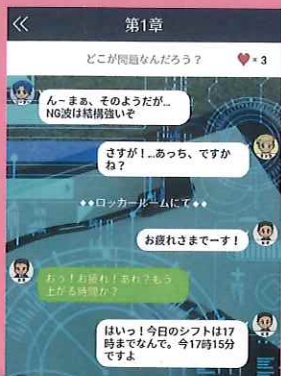 第1章
どこが問題なんだろう？ × 3
んーまぁ、そのようだが…
NG波は結構強いぞ
さすが！…あっち、ですか
ね？
◆◆ロッカールームにて◆◆
お疲れさまでーす！
おっ！お疲れ！あれ？もう
上がる時間か？
はいっ！今日のシフトは17
時までなんで。今17時15分
ですよ